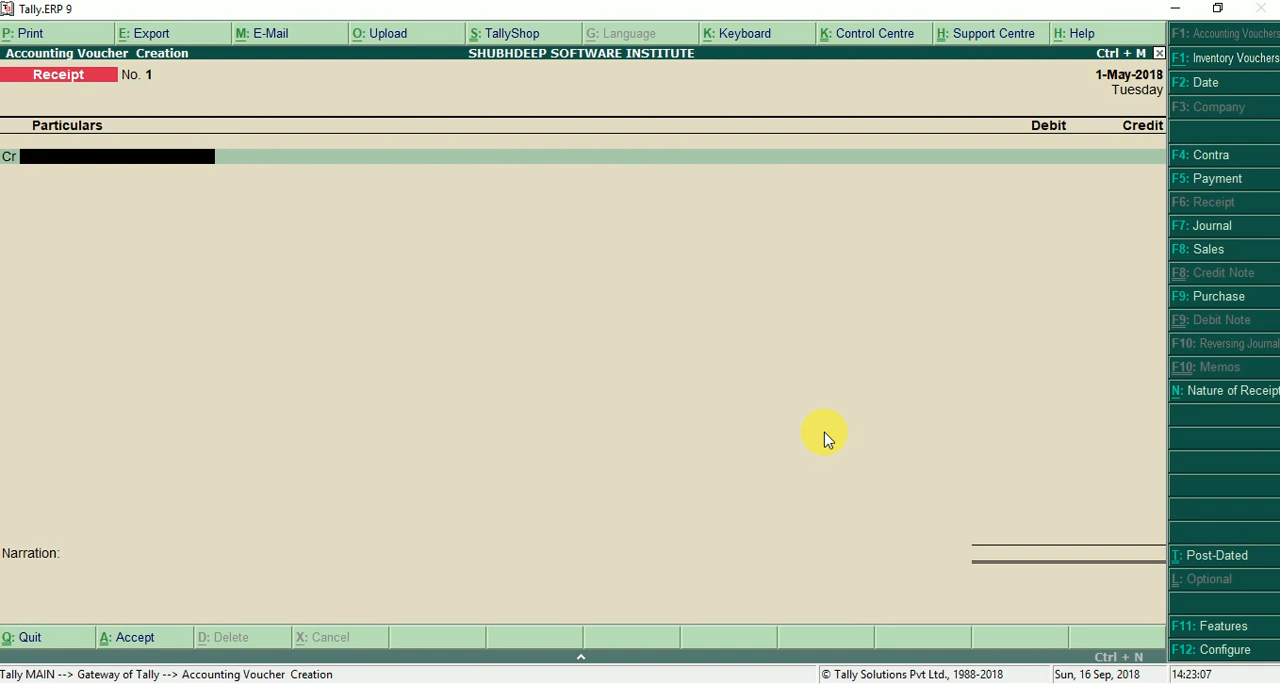 Tally.ERP 9
P: Print E: Export M: E-Mail O: Upload S: TallyShop G: Language K: Keyboard K: Control Centre H: Support Centre H: Help
Accounting Voucher Creation SHUBHDEEP SOFTWARE INSTITUTE Ctrl + M
Receipt No. 1 1-May-2018
Tuesday
Particulars Debit Credit
Cr
Narration:
F1: Accounting Vouchers
F1: Inventory Vouchers
F2: Date
F3: Company
F4: Contra
F5: Payment
F6: Receipt
F7: Journal
F8: Sales
F8: Credit Note
F9: Purchase
F9: Debit Note
F10: Reversing Journal
F10: Memos
N: Nature of Receipt
T: Post-Dated
L: Optional
F11: Features
F12: Configure
Q: Quit A: Accept D: Delete X: Cancel
Ctrl + N
Tally MAIN --> Gateway of Tally --> Accounting Voucher Creation © Tally Solutions Pvt Ltd., 1988-2018 Sun, 16 Sep, 2018 14:23:07